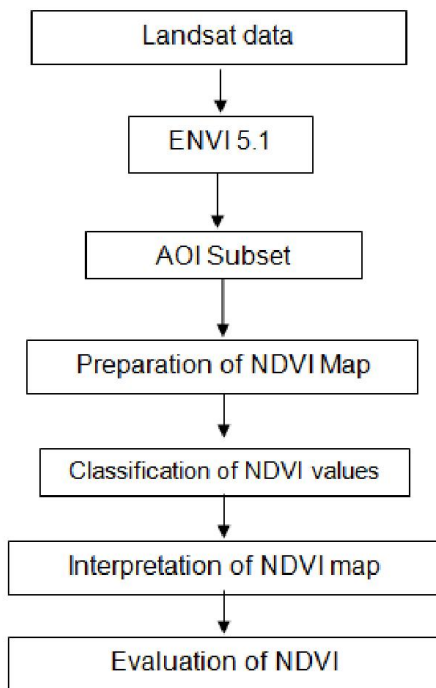 Landsat data
ENVI 5.1
AOI Subset
Preparation of NDVI Map
Classification of NDVI values
Interpretation of NDVI map
Evaluation of NDVI